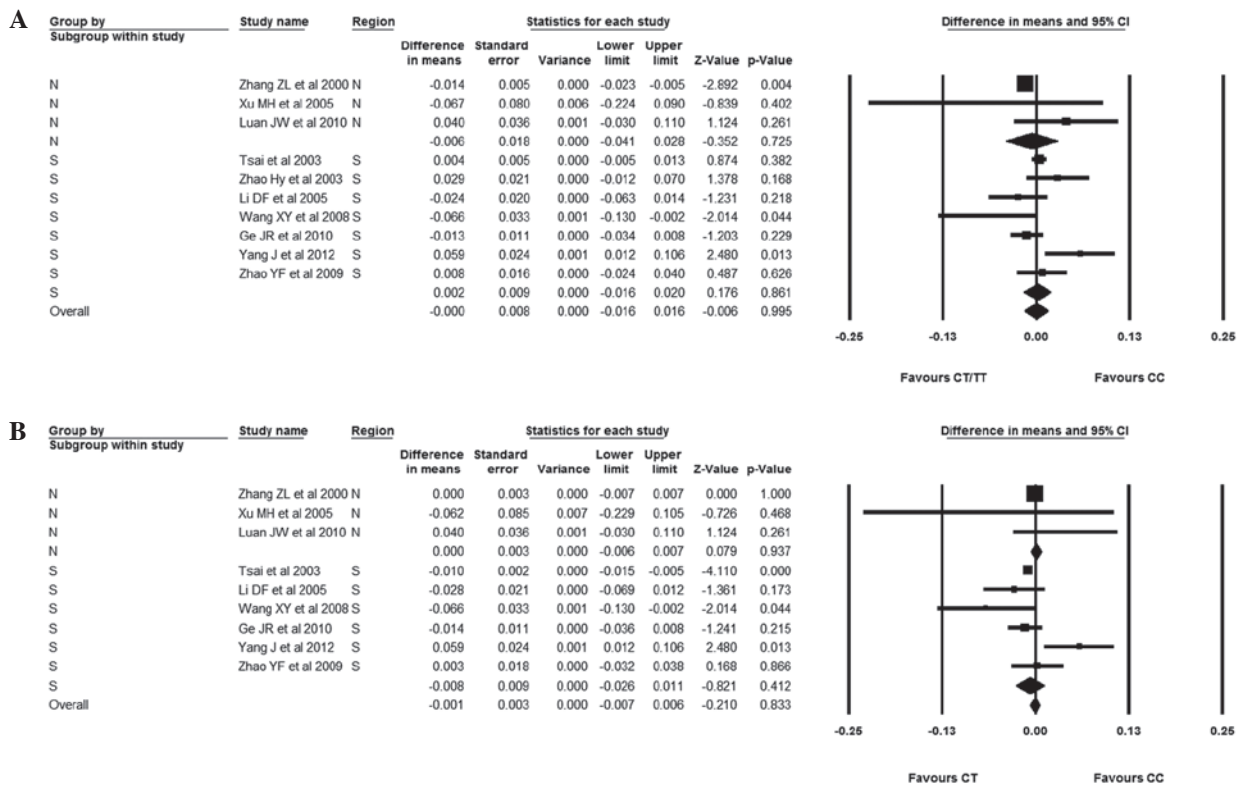 A
Group by Study name Region Statistics for each study Difference in means and 95% CI
Subgroup within study
Difference Standard Lower Upper
in means error Variance limit limit Z-Value p-Value
N Zhang ZL et al 2000 N -0.014 0.005 0.000 -0.023 -0.005 -2.892 0.004
N Xu MH et al 2005 N -0.067 0.080 0.006 -0.224 0.090 -0.839 0.402
N Luan JW et al 2010 N 0.040 0.036 0.001 -0.030 0.110 1.124 0.261
N -0.006 0.018 0.000 -0.041 0.028 -0.352 0.725
S Tsai et al 2003 S 0.004 0.005 0.000 -0.005 0.013 0.874 0.382
S Zhao Hy et al 2003 S 0.029 0.021 0.000 -0.012 0.070 1.378 0.168
S Li DF et al 2005 S -0.024 0.020 0.000 -0.063 0.014 -1.231 0.218
S Wang XY et al 2008 S -0.066 0.033 0.001 -0.130 -0.002 -2.014 0.044
S Ge JR et al 2010 S -0.013 0.011 0.000 -0.034 0.008 -1.203 0.229
S Yang J et al 2012 S 0.059 0.024 0.001 0.012 0.106 2.480 0.013
S Zhao YF et al 2009 S 0.008 0.016 0.000 -0.024 0.040 0.487 0.626
S 0.002 0.009 0.000 -0.016 0.020 0.176 0.861
Overall -0.000 0.008 0.000 -0.016 0.016 -0.006 0.995
-0.25 -0.13 0.00 0.13 0.25
Favours CT/TT Favours CC
B
Group by Study name Region Statistics for each study Difference in means and 95% CI
Subgroup within study
Difference Standard Lower Upper
in means error Variance limit limit Z-Value p-Value
N Zhang ZL et al 2000 N 0.000 0.003 0.000 -0.007 0.007 0.000 1.000
N Xu MH et al 2005 N -0.062 0.085 0.007 -0.229 0.105 -0.726 0.468
N Luan JW et al 2010 N 0.040 0.036 0.001 -0.030 0.110 1.124 0.261
N 0.000 0.003 0.000 -0.006 0.007 0.079 0.937
S Tsai et al 2003 S -0.010 0.002 0.000 -0.015 -0.005 -4.110 0.000
S Li DF et al 2005 S -0.028 0.021 0.000 -0.069 0.012 -1.361 0.173
S Wang XY et al 2008 S -0.066 0.033 0.001 -0.130 -0.002 -2.014 0.044
S Ge JR et al 2010 S -0.014 0.011 0.000 -0.036 0.008 -1.241 0.215
S Yang J et al 2012 S 0.059 0.024 0.001 0.012 0.106 2.480 0.013
S Zhao YF et al 2009 S 0.003 0.018 0.000 -0.032 0.038 0.168 0.866
S -0.008 0.009 0.000 -0.026 0.011 -0.821 0.412
Overall -0.001 0.003 0.000 -0.007 0.006 -0.210 0.833
-0.25 -0.13 0.00 0.13 0.25
Favours CT Favours CC